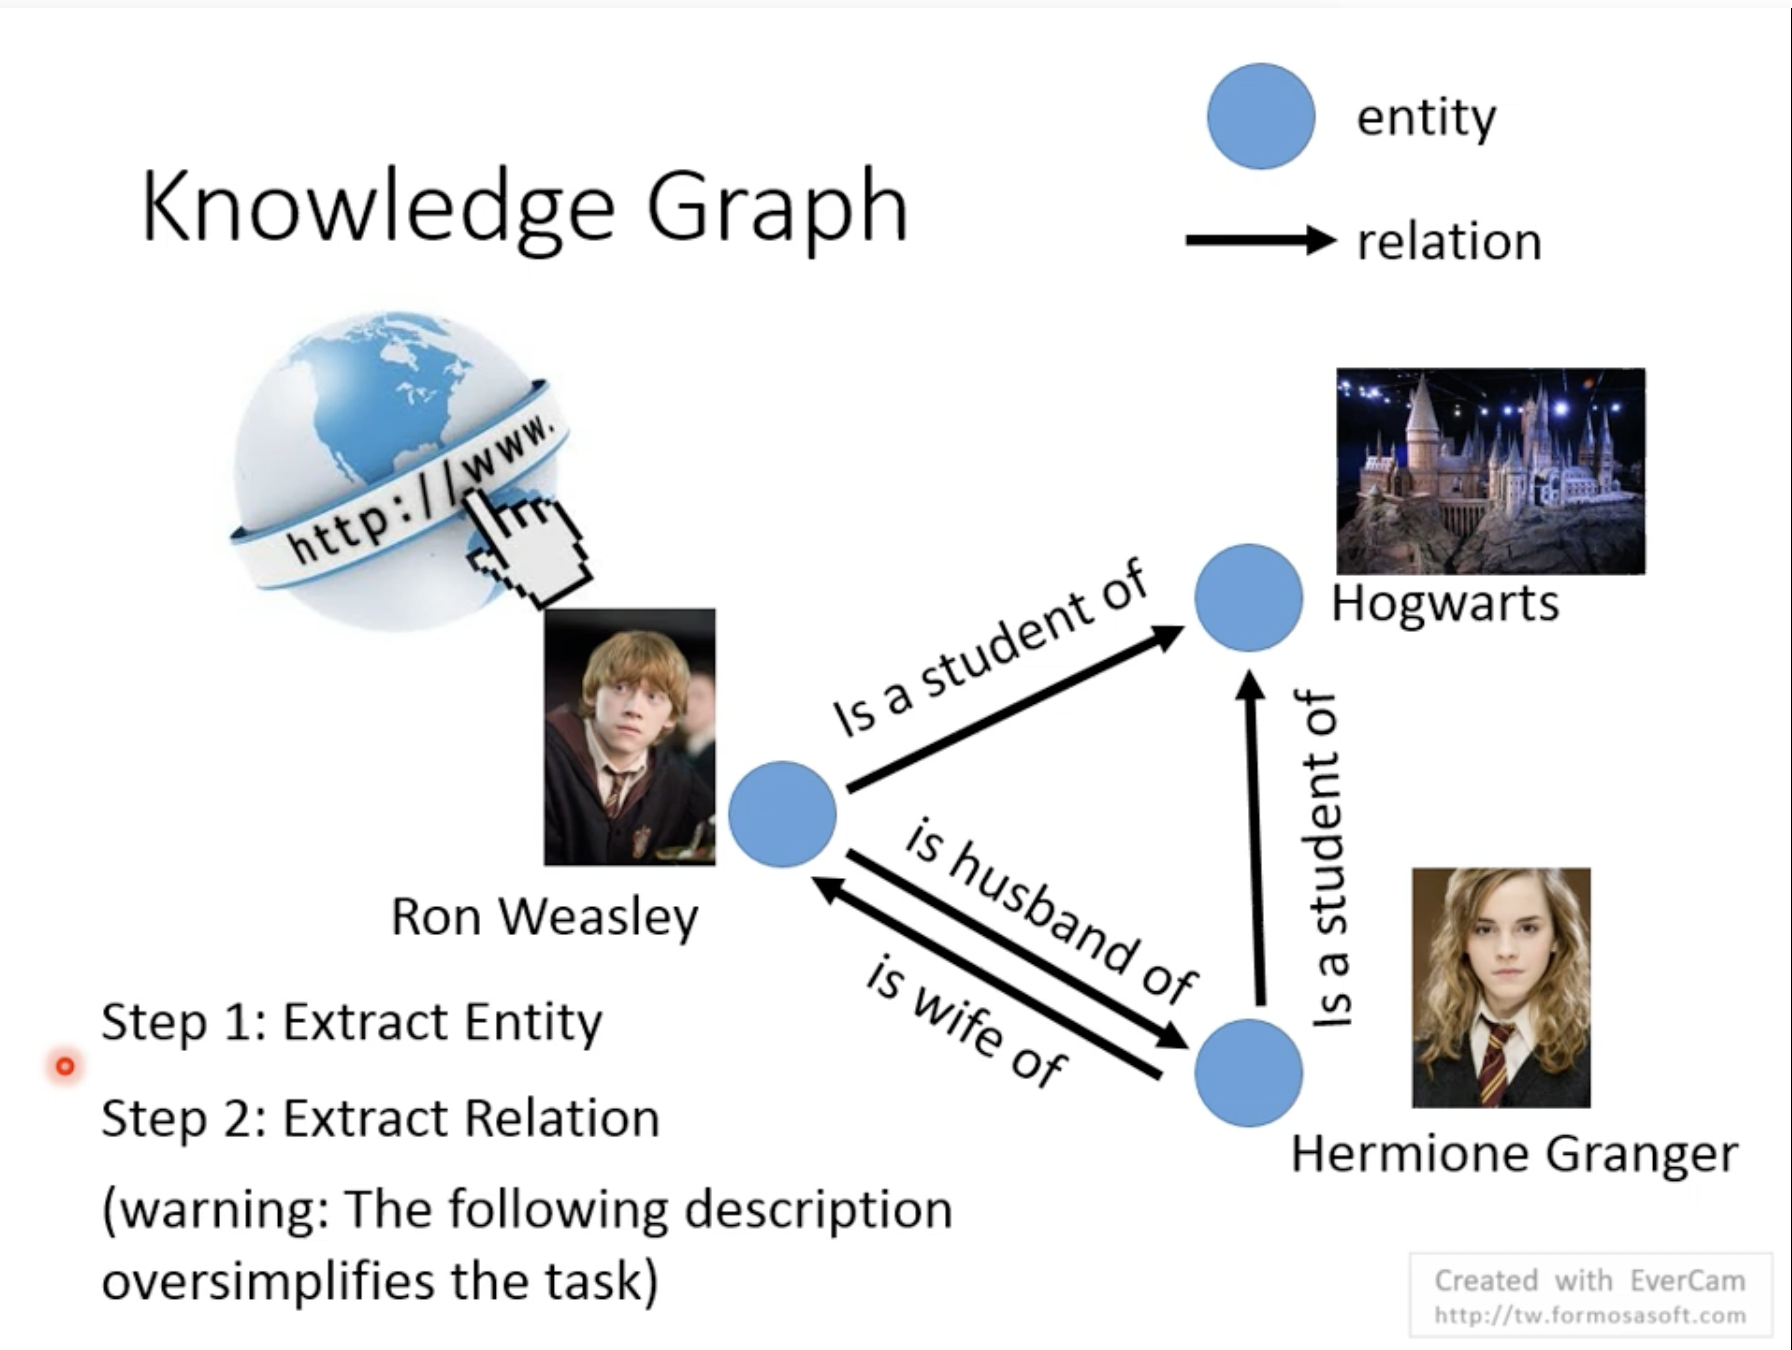 entity
Knowledge Graph
relation
http://www.
Hogwarts
Is a student of
Is a student of
is husband of
is wife of
Ron Weasley
Hermione Granger
Step 1: Extract Entity
Step 2: Extract Relation
(warning: The following description
oversimplifies the task)
Created with EverCam
http://tw.formosasoft.com